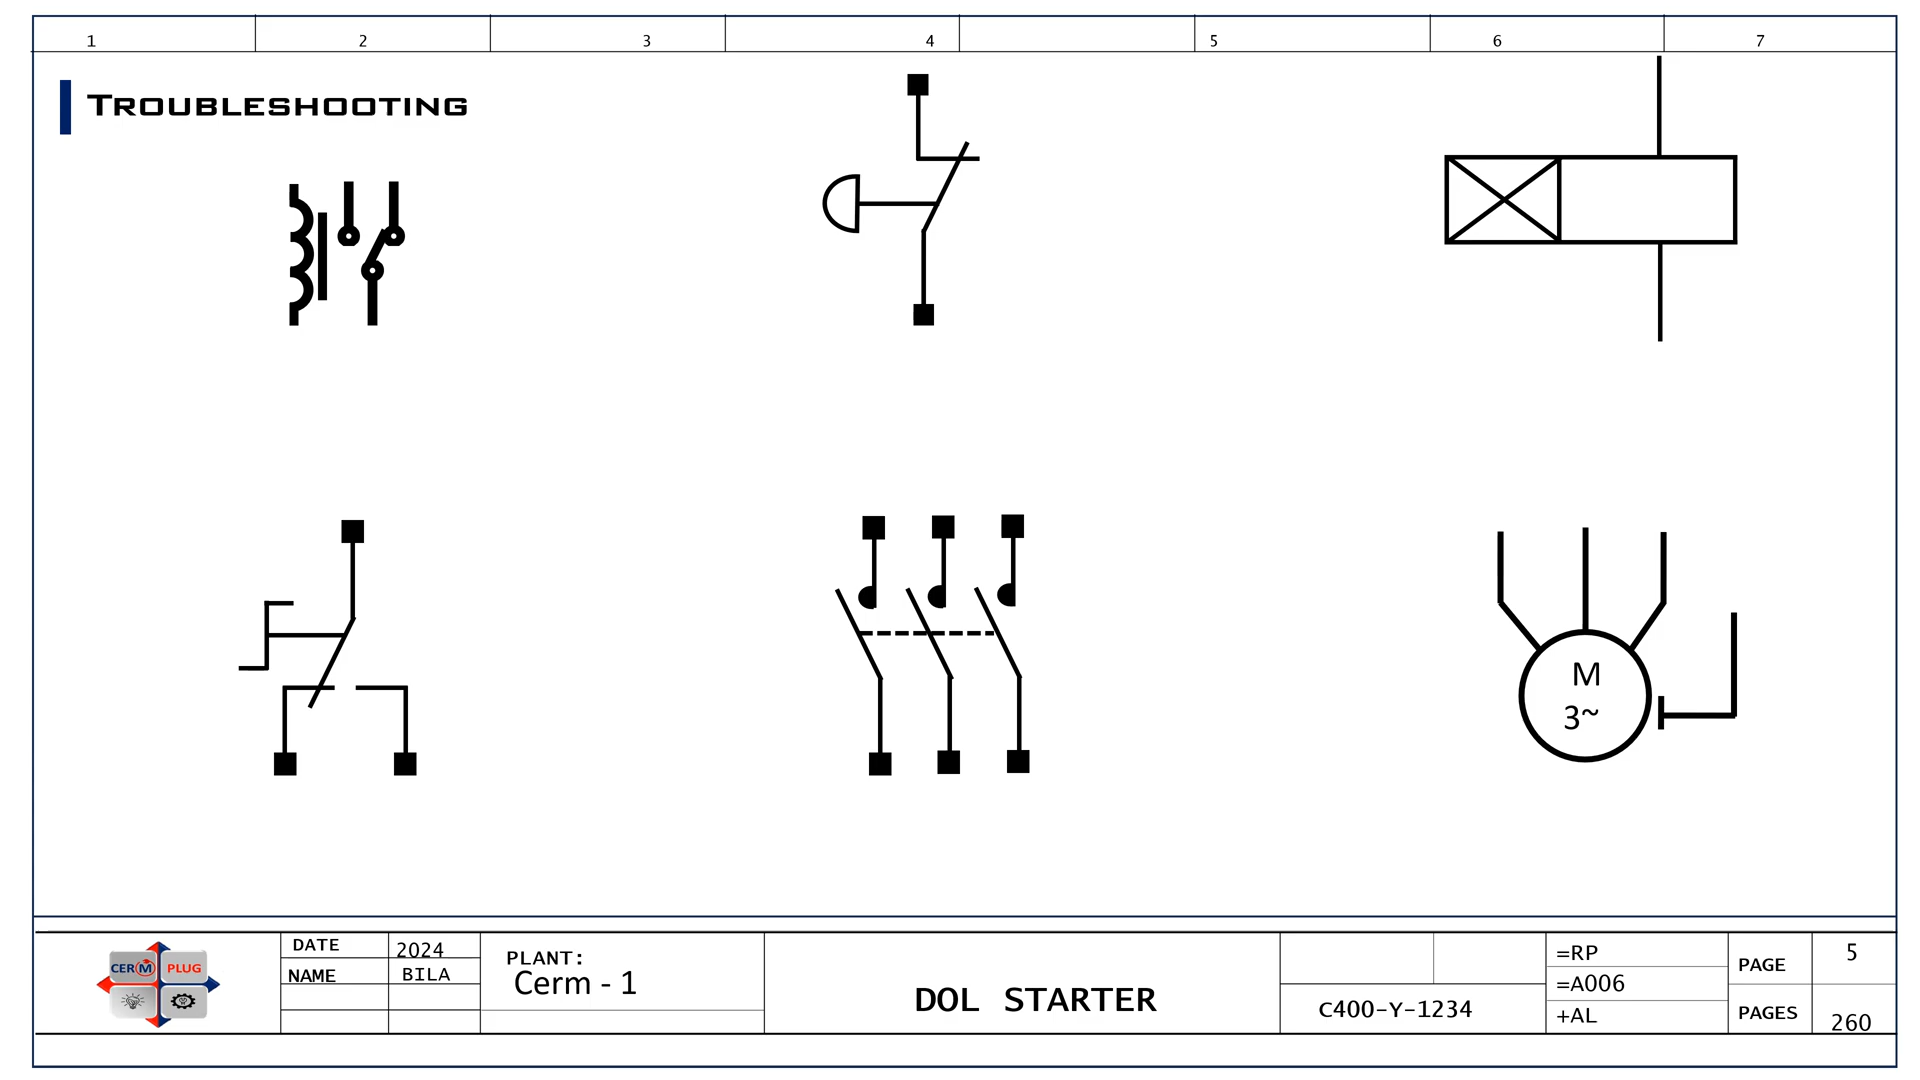 1 2 3 4 5 6 7
TROUBLESHOOTING
M
3~
CERM PLUG
DATE 2024
NAME BILA
PLANT:
Cerm - 1
DOL STARTER
C400-Y-1234
=RP
=A006
+AL
PAGE 5
PAGES 260